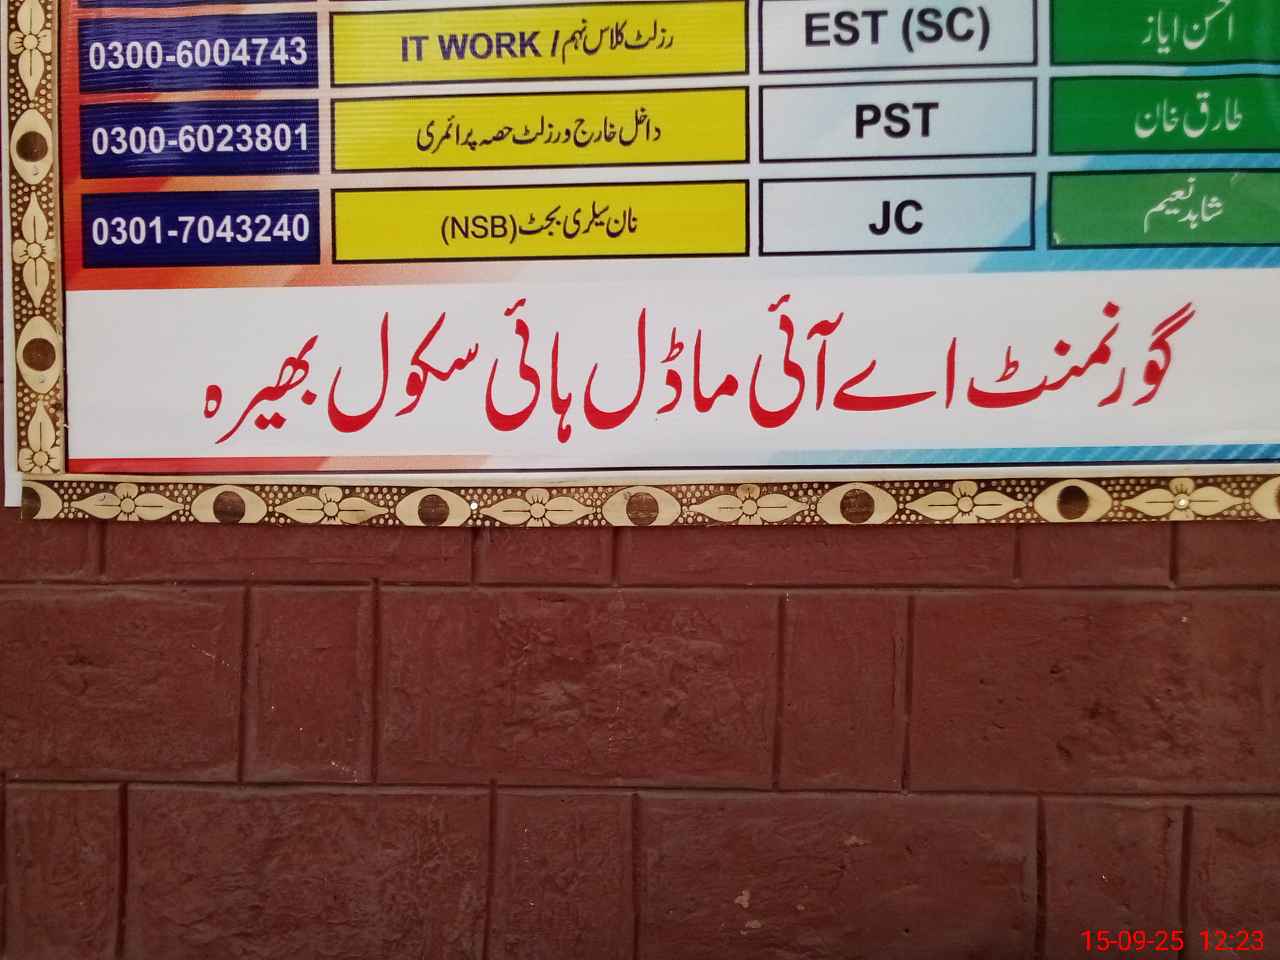 احسن ایاز EST (SC) رزلٹ کلاس نہم / IT WORK 0300-6004743
طارق خان PST داخل خارج و رزلٹ حصہ پرائمری 0300-6023801
شاہد نعیم JC نان سیلری بجٹ (NSB) 0301-7043240
گورنمنٹ اے آئی ماڈل ہائی سکول بھیرہ
15-09-25 12:23